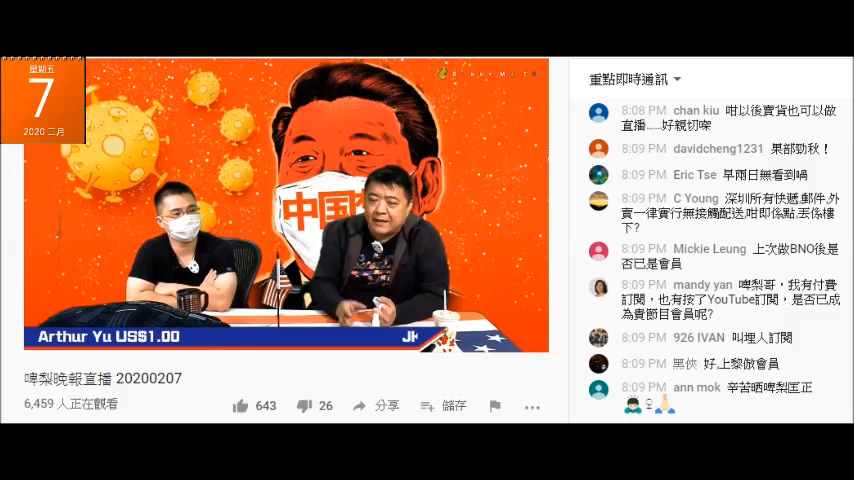 星期五
7
2020 二月
中国
Arthur Yu US$1.00
JK
啤梨晚報直播 20200207
6,459 人正在觀看
643
26
分享
儲存
重點即時通訊
8:08 PM chan kiu 咁以後賣貨也可以做
直播.....好親切㗎
8:09 PM davidcheng1231 果部勁秋！
8:09 PM Eric Tse 早兩日無看到喎
8:09 PM C Young 深圳所有快遞,郵件,外
賣一律實行無接觸配送,咁即係點,丟係樓
下?
8:09 PM Mickie Leung 上次做BNO後是
否已是會員
8:09 PM mandy yan 啤梨哥，我有付費
訂閱，也有按了YouTube訂閱，是否已成
為貴節目會員呢?
8:09 PM 926 IVAN 叫埋人訂閱
8:09 PM 黑俠 好,上黎做會員
8:09 PM ann mok 辛苦晒啤梨匡正